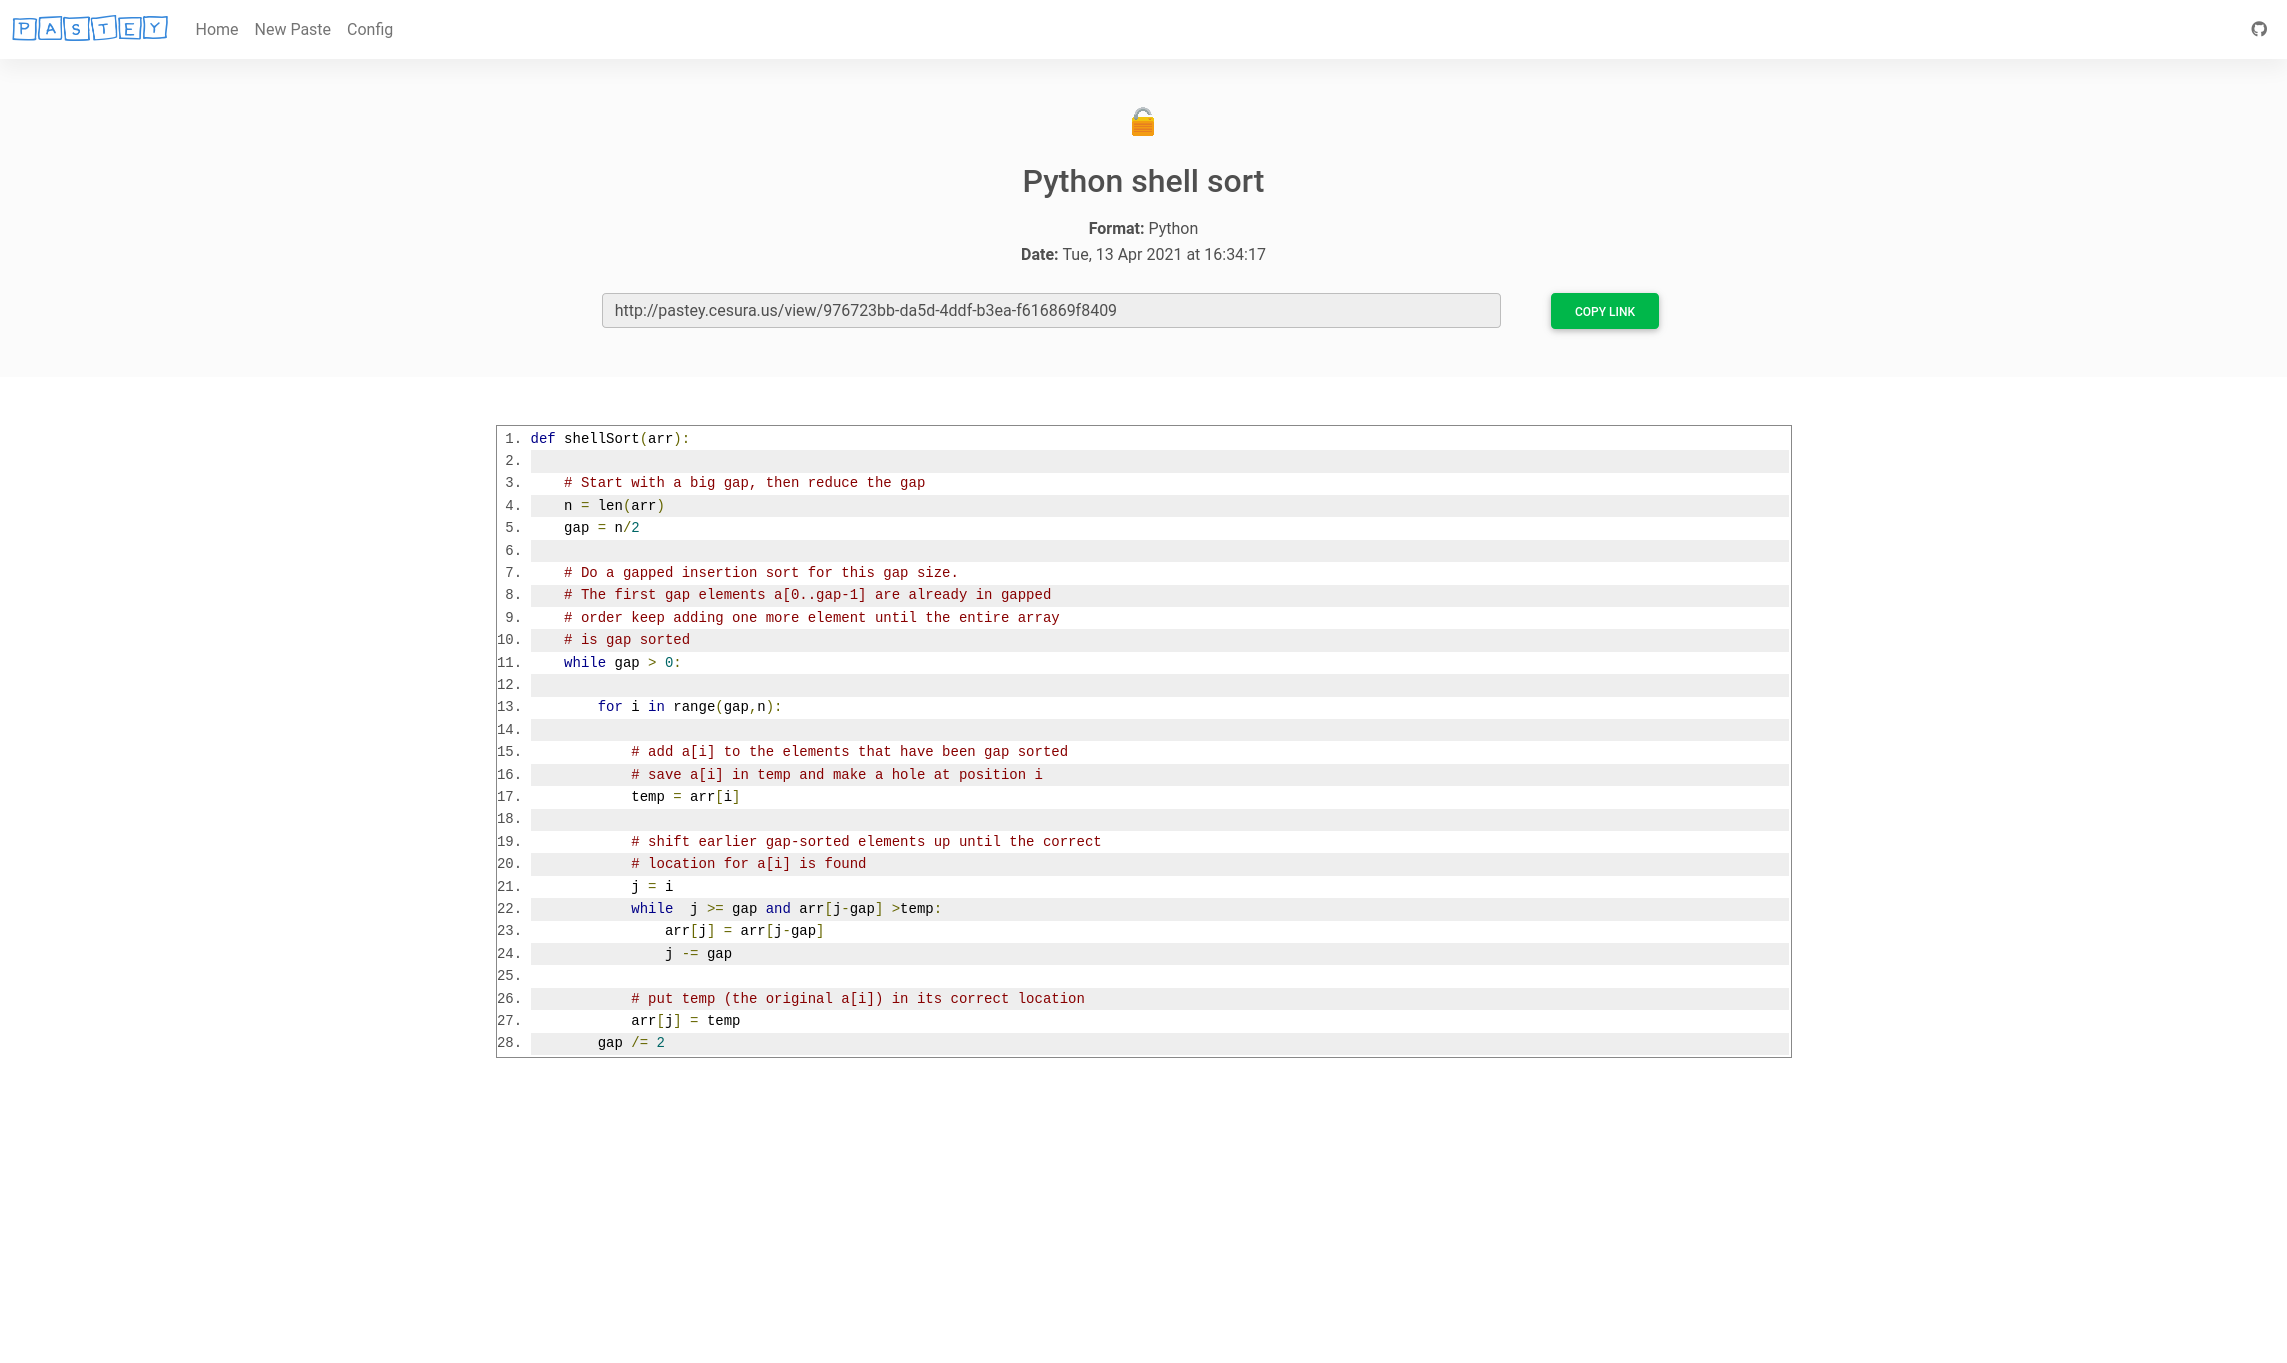 PASTEY Home New Paste Config
Python shell sort
Format: Python
Date: Tue, 13 Apr 2021 at 16:34:17
http://pastey.cesura.us/view/976723bb-da5d-4ddf-b3ea-f616869f8409 COPY LINK
1. def shellSort(arr):
2.
3.     # Start with a big gap, then reduce the gap
4.     n = len(arr)
5.     gap = n/2
6.
7.     # Do a gapped insertion sort for this gap size.
8.     # The first gap elements a[0..gap-1] are already in gapped
9.     # order keep adding one more element until the entire array
10.     # is gap sorted
11.     while gap > 0:
12.
13.         for i in range(gap,n):
14.
15.             # add a[i] to the elements that have been gap sorted
16.             # save a[i] in temp and make a hole at position i
17.             temp = arr[i]
18.
19.             # shift earlier gap-sorted elements up until the correct
20.             # location for a[i] is found
21.             j = i
22.             while  j >= gap and arr[j-gap] >temp:
23.                 arr[j] = arr[j-gap]
24.                 j -= gap
25.
26.             # put temp (the original a[i]) in its correct location
27.             arr[j] = temp
28.         gap /= 2